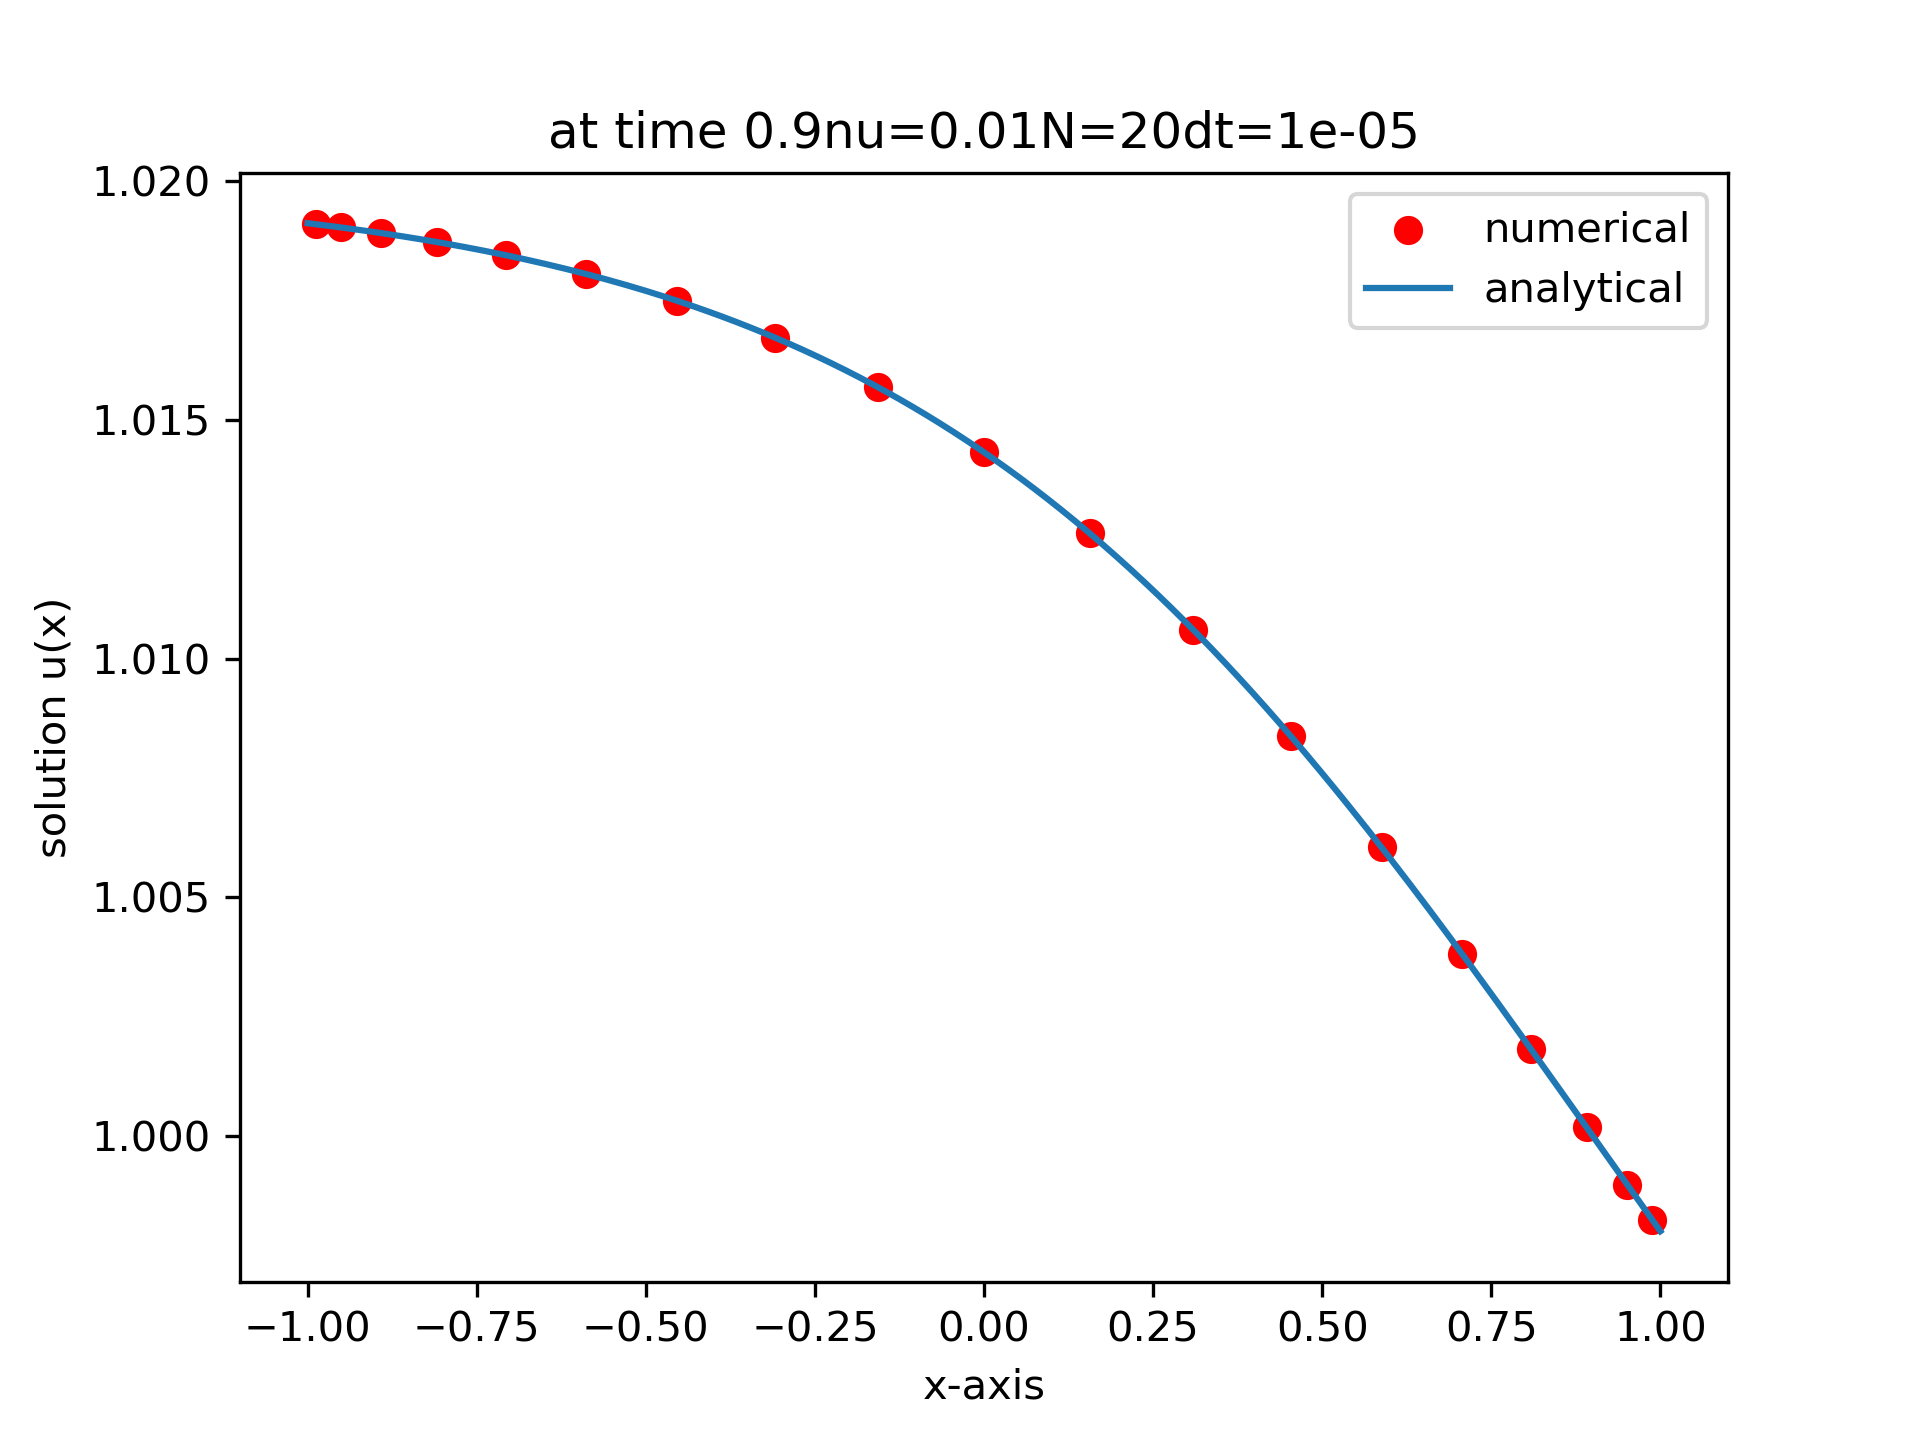 at time 0.9nu=0.01N=20dt=1e-05
1.020
1.015
1.010
1.005
1.000
solution u(x)
numerical
analytical
−1.00 −0.75 −0.50 −0.25 0.00 0.25 0.50 0.75 1.00
x-axis